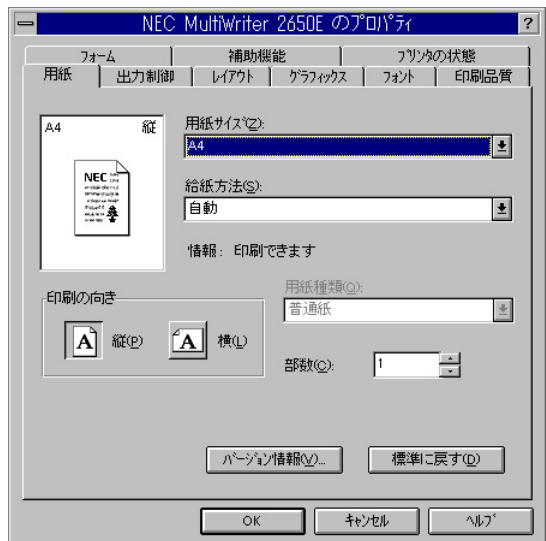 NEC MultiWriter 2650E のﾌﾟﾛﾊﾟﾃｨ ?
ﾌｫｰﾑ 補助機能 ﾌﾟﾘﾝﾀの状態
用紙 出力制御 ﾚｲｱｳﾄ ｸﾞﾗﾌｨｯｸｽ ﾌｫﾝﾄ 印刷品質
A4 縦
NEC
用紙ｻｲｽﾞ(Z):
A4
給紙方法(S):
自動
情報: 印刷できます
印刷の向き
A 縦(P) A 横(L)
用紙種類(O):
普通紙
部数(C): 1
ﾊﾞｰｼﾞｮﾝ情報(V)... 標準に戻す(D)
OK ｷｬﾝｾﾙ ﾍﾙﾌﾟ